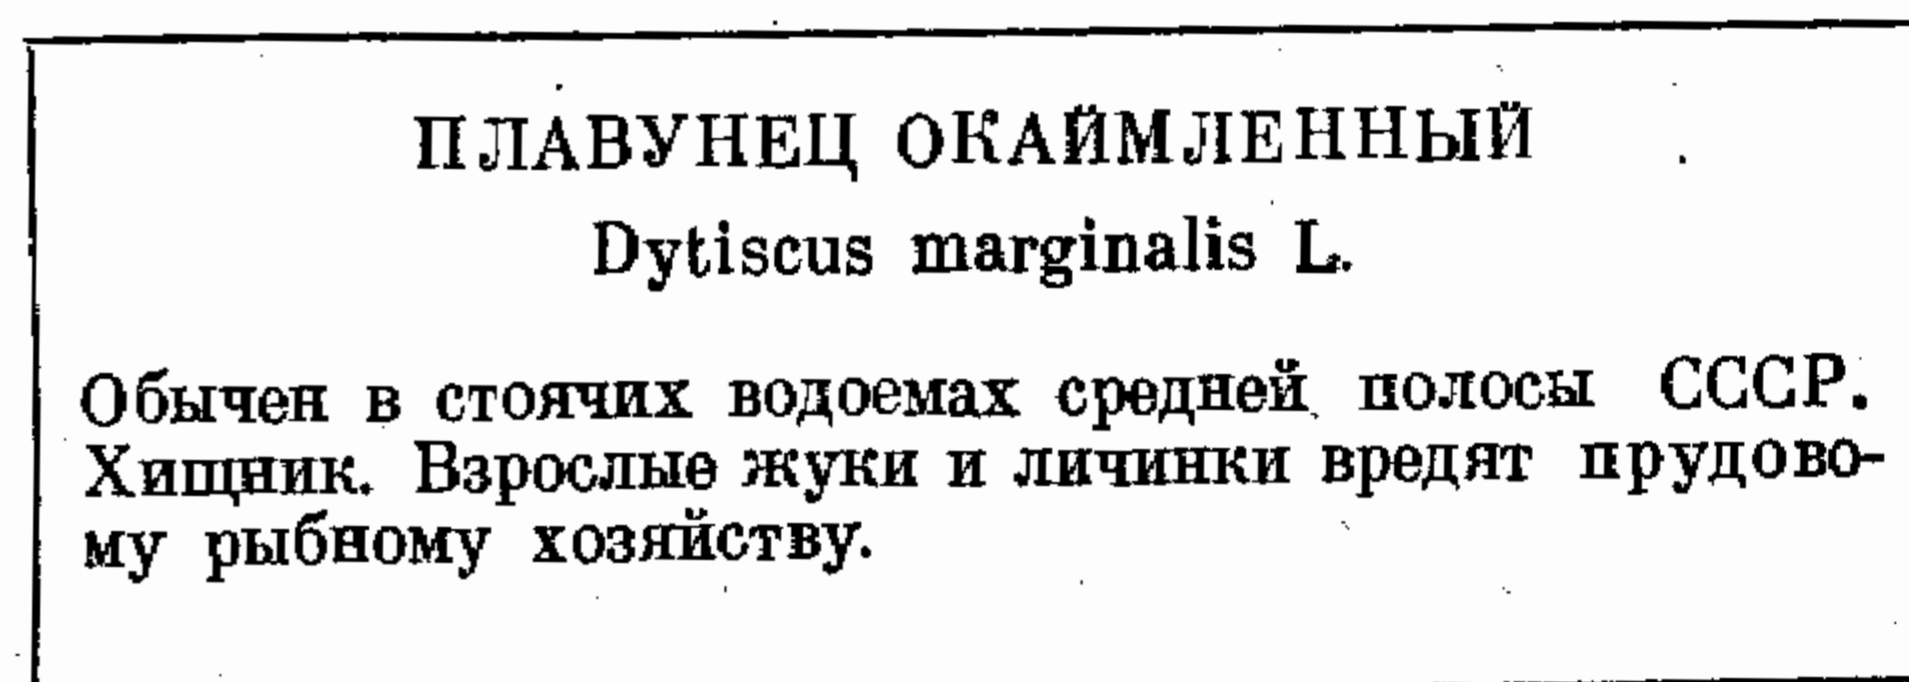 ПЛАВУНЕЦ ОКАЙМЛЕННЫЙ
Dytiscus marginalis L.
Обычен в стоячих водоемах средней полосы СССР.
Хищник. Взрослые жуки и личинки вредят прудово-
му рыбному хозяйству.